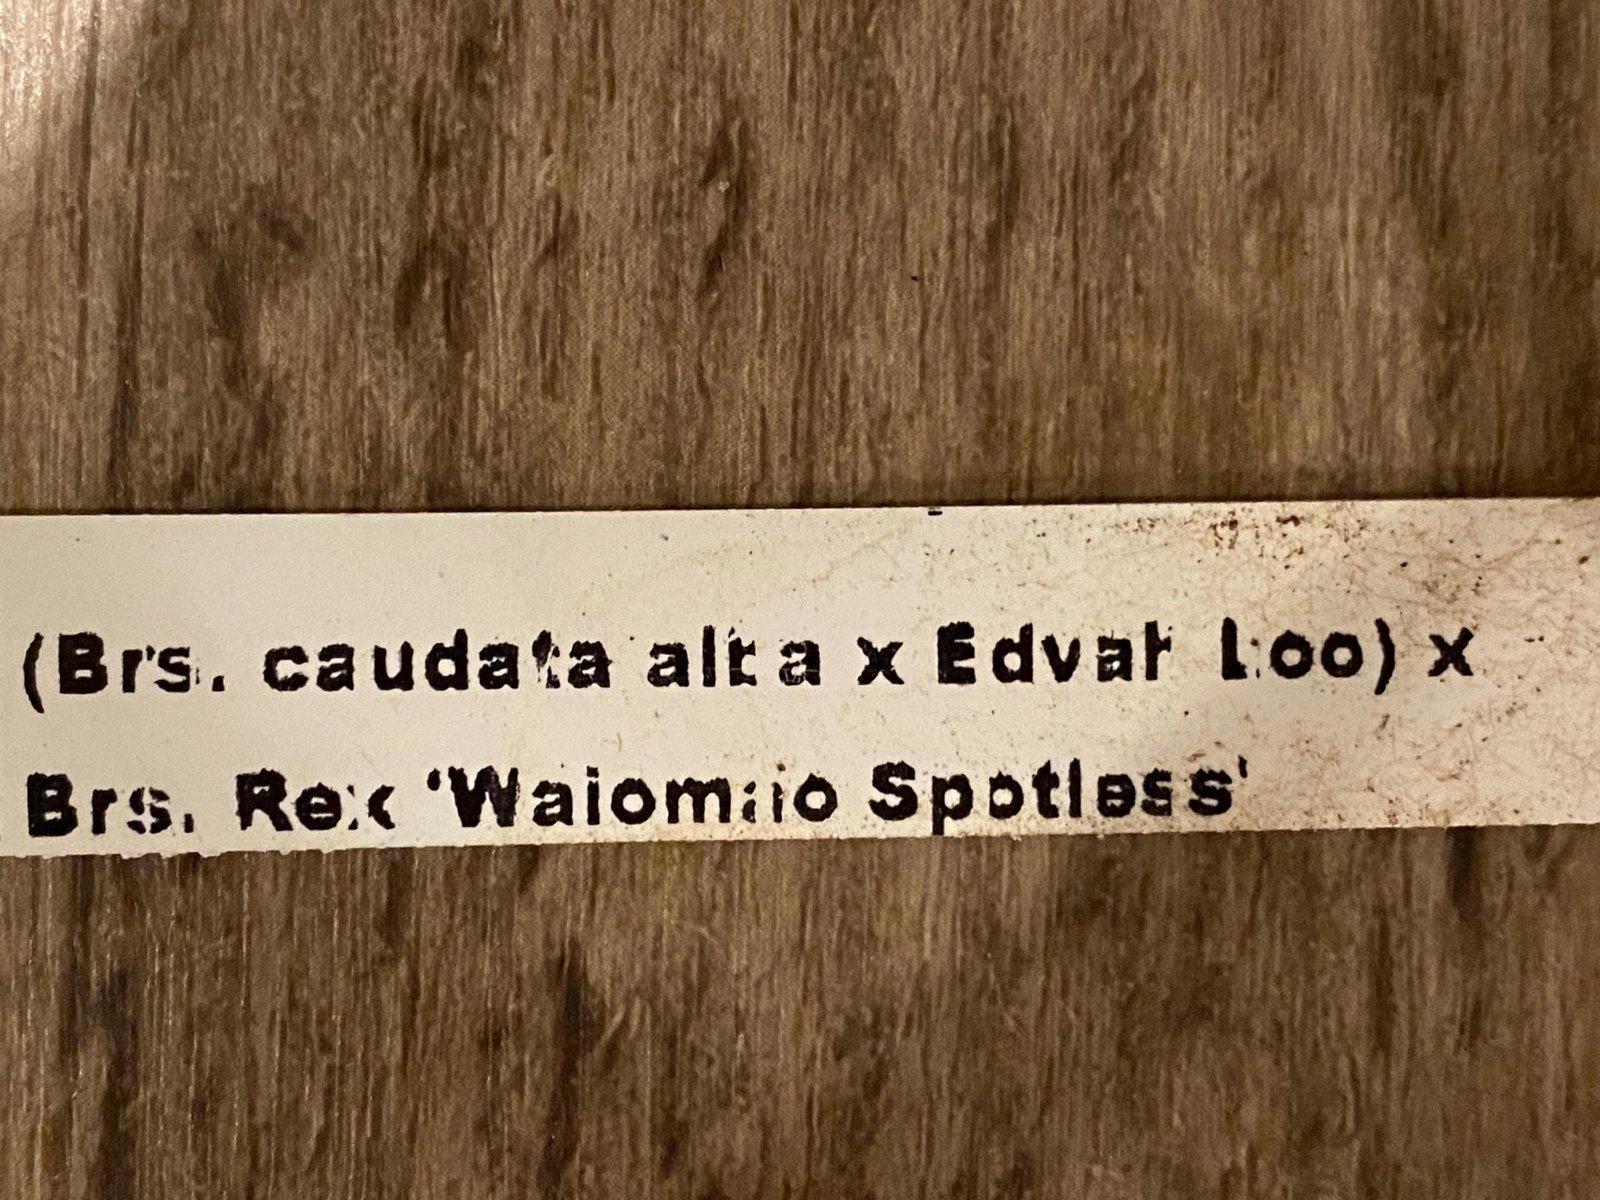 (Brs. caudata alba x Edvah Loo) x
Brs. Rex 'Waiomao Spotless'